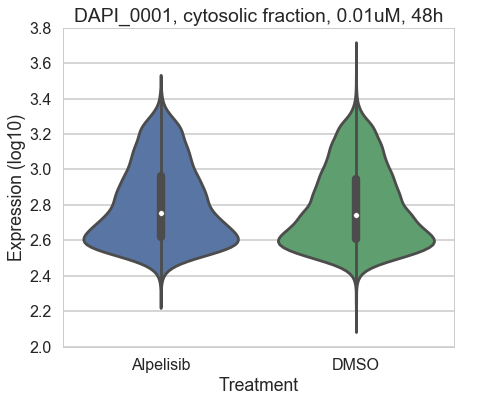 DAPI_0001, cytosolic fraction, 0.01uM, 48h
3.8
3.6
3.4
3.2
3.0
2.8
2.6
2.4
2.2
2.0
Expression (log10)
Alpelisib
DMSO
Treatment